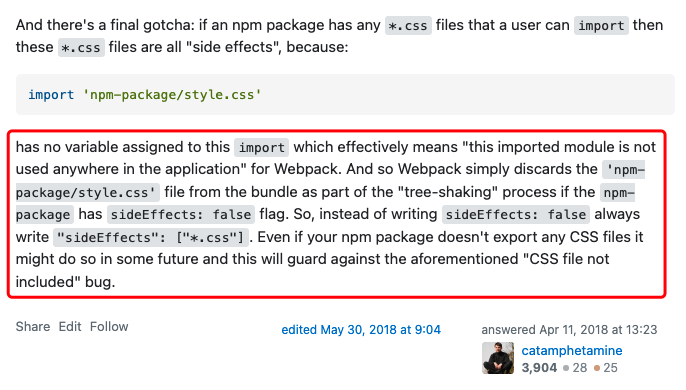 And there's a final gotcha: if an npm package has any *.css files that a user can import then
these *.css files are all "side effects", because:
import 'npm-package/style.css'
has no variable assigned to this import which effectively means "this imported module is not
used anywhere in the application" for Webpack. And so Webpack simply discards the 'npm-
package/style.css' file from the bundle as part of the "tree-shaking" process if the npm-
package has sideEffects: false flag. So, instead of writing sideEffects: false always
write "sideEffects": ["*.css"]. Even if your npm package doesn't export any CSS files it
might do so in some future and this will guard against the aforementioned "CSS file not
included" bug.
Share Edit Follow
edited May 30, 2018 at 9:04
answered Apr 11, 2018 at 13:23
catamphetamine
3,904 28 25